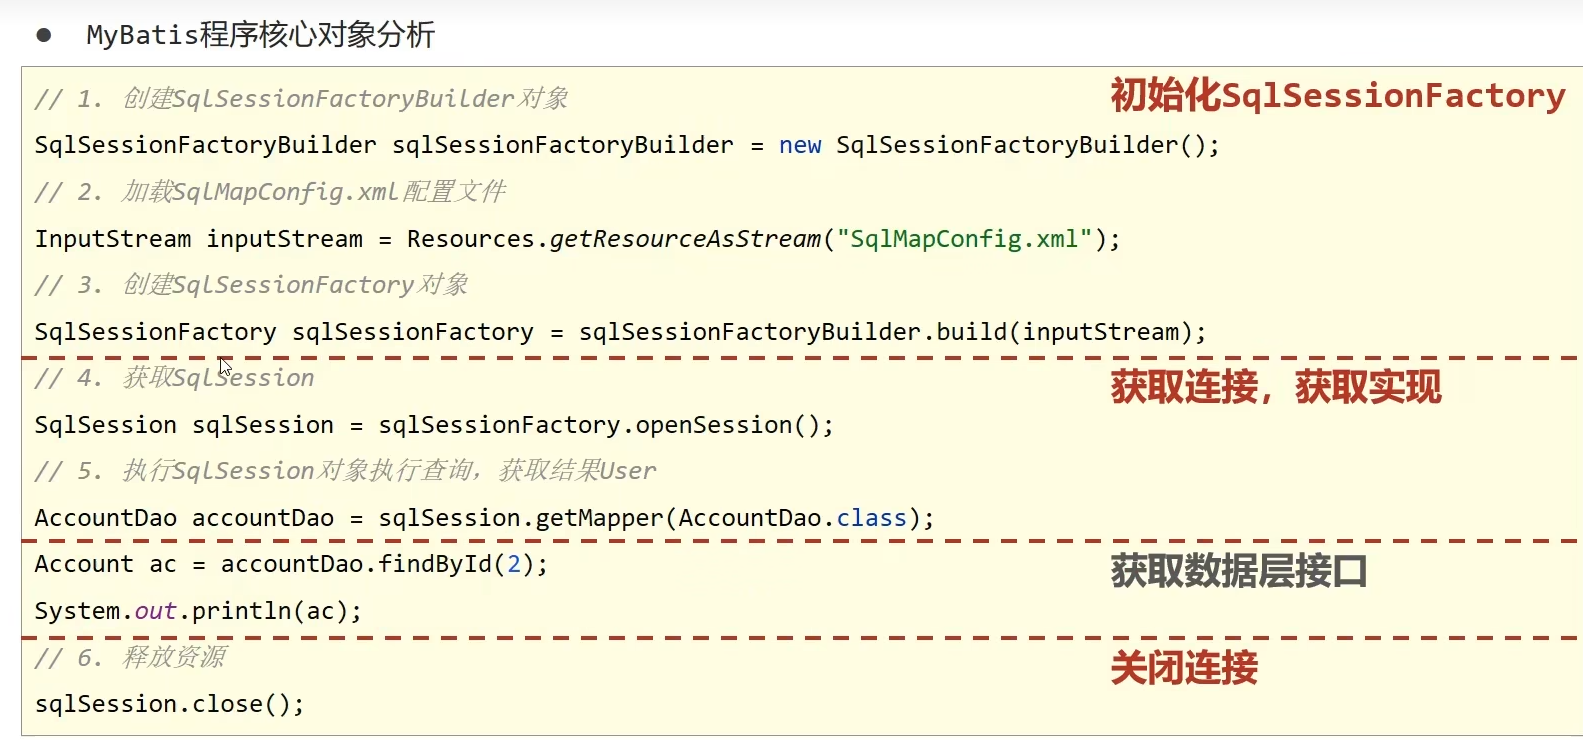 ● MyBatis程序核心对象分析
// 1. 创建SqlSessionFactoryBuilder对象
初始化SqlSessionFactory
SqlSessionFactoryBuilder sqlSessionFactoryBuilder = new SqlSessionFactoryBuilder();
// 2. 加载SqlMapConfig.xml配置文件
InputStream inputStream = Resources.getResourceAsStream("SqlMapConfig.xml");
// 3. 创建SqlSessionFactory对象
SqlSessionFactory sqlSessionFactory = sqlSessionFactoryBuilder.build(inputStream);
// 4. 获取SqlSession
获取连接，获取实现
SqlSession sqlSession = sqlSessionFactory.openSession();
// 5. 执行SqlSession对象执行查询，获取结果User
AccountDao accountDao = sqlSession.getMapper(AccountDao.class);
Account ac = accountDao.findById(2);
获取数据层接口
System.out.println(ac);
// 6. 释放资源
关闭连接
sqlSession.close();